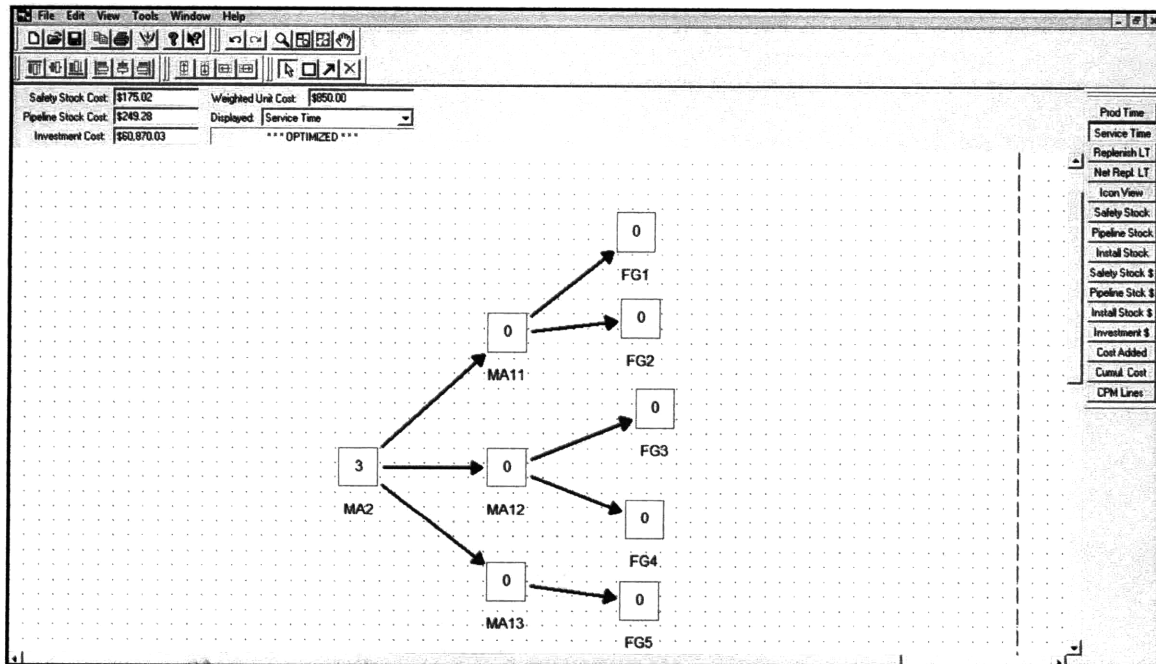 File Edit View Tools Window Help
Safety Stock Cost: $175.02 Weighted Unit Cost: $850.00
Pipeline Stock Cost: $249.28 Displayed: Service Time
Investment Cost: $60,870.03 *** OPTIMIZED ***
Prod Time
Service Time
Replenish LT
Net Repl. LT
Icon View
Safety Stock
Pipeline Stock
Install Stock
Safety Stock $
Pipeline Stck $
Install Stock $
Investment $
Cost Added
Cumul. Cost
CPM Lines
0
FG1
0
FG2
0
MA11
0
FG3
3
MA2
0
MA12
0
FG4
0
MA13
0
FG5